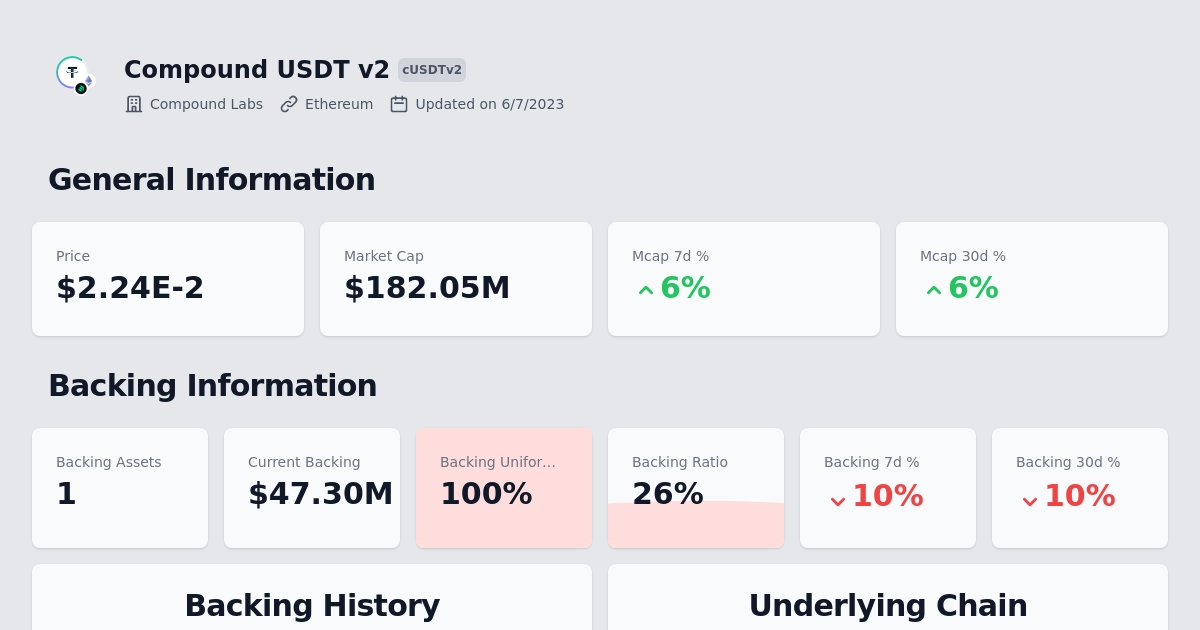 Compound USDT v2 cUSDTv2
Compound Labs Ethereum Updated on 6/7/2023
General Information
Price Market Cap Mcap 7d % Mcap 30d %
$2.24E-2 $182.05M 6% 6%
Backing Information
Backing Assets Current Backing Backing Unifor... Backing Ratio Backing 7d % Backing 30d %
1 $47.30M 100% 26% 10% 10%
Backing History Underlying Chain